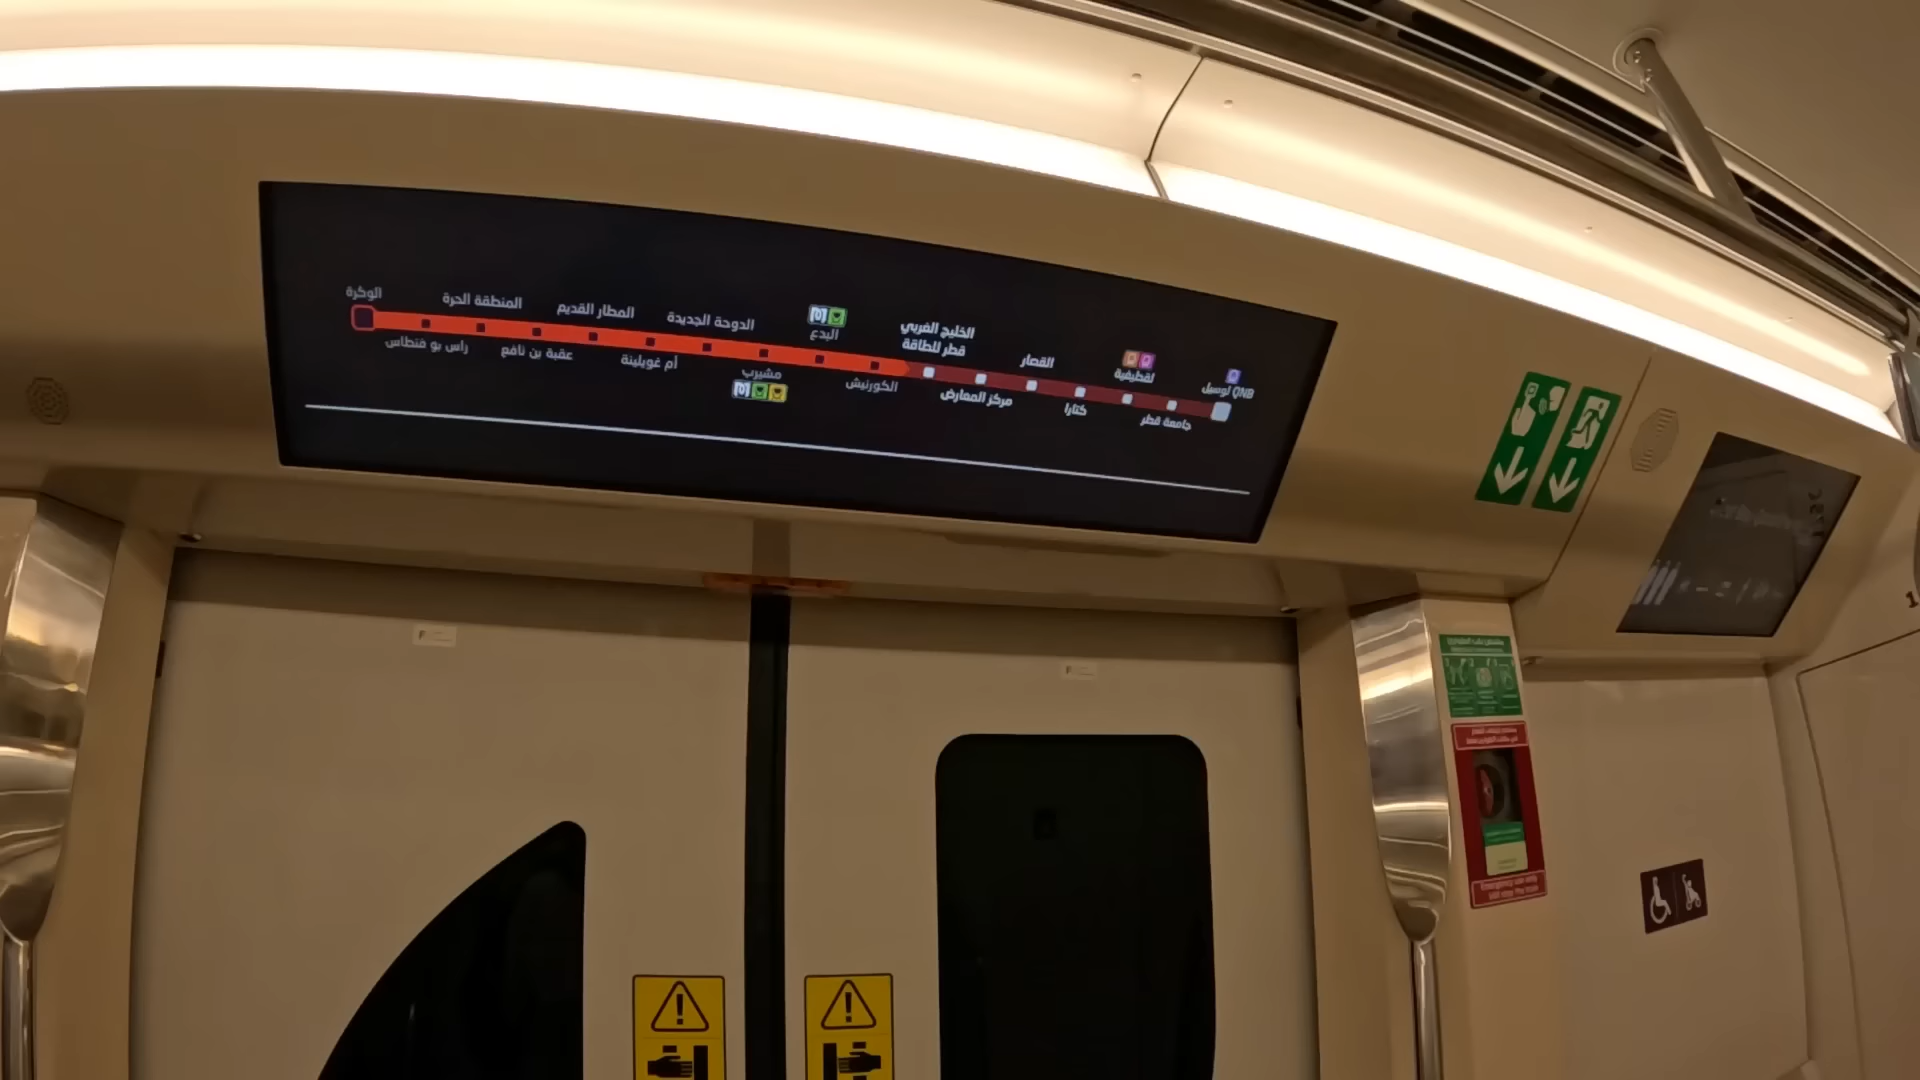 الوكرة
راس بو فنطاس
المنطقة الحرة
عقبة بن نافع
المطار القديم
أم غويلينة
الدوحة الجديدة
مشيرب
البدع
الكورنيش
الخليج الغربي
قطر للطاقة
مركز المعارض
القصار
كتارا
لقطيفية
جامعة قطر
QNB لوسيل